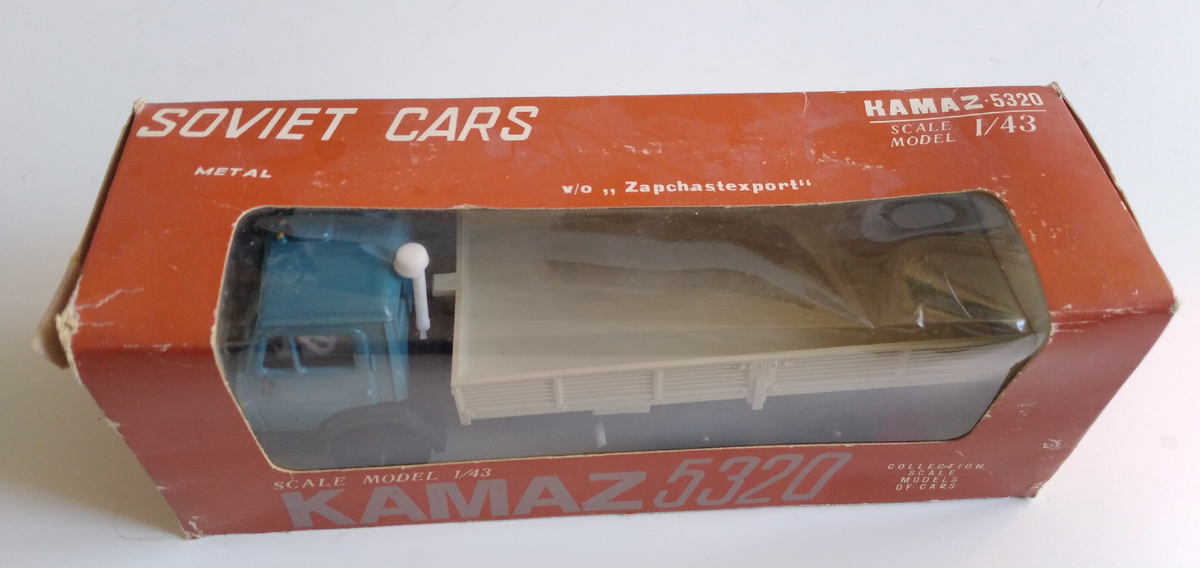 SOVIET CARS
KAMAZ-5320
SCALE MODEL 1/43
METAL
v/o „Zapchastexport“
SCALE MODEL 1/43
KAMAZ 5320
COLLECTION
SCALE
MODELS
OF CARS